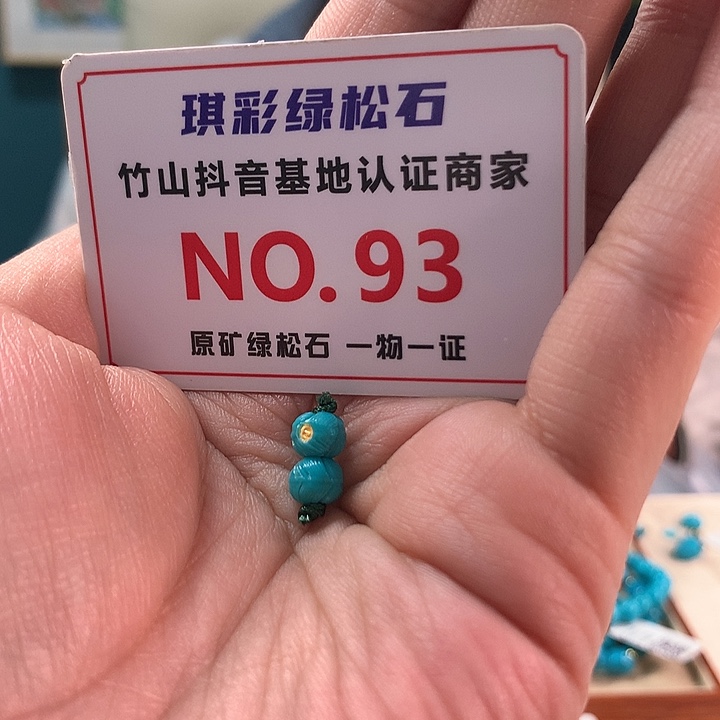 琪彩绿松石
竹山抖音基地认证商家
NO.93
原矿绿松石 一物一证